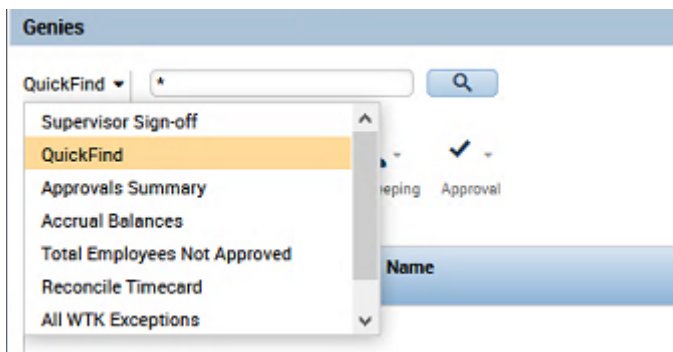 Genies
QuickFind
*
Supervisor Sign-off
QuickFind
Approvals Summary
Accrual Balances
Total Employees Not Approved
Reconcile Timecard
All WTK Exceptions
eeping
Approval
Name